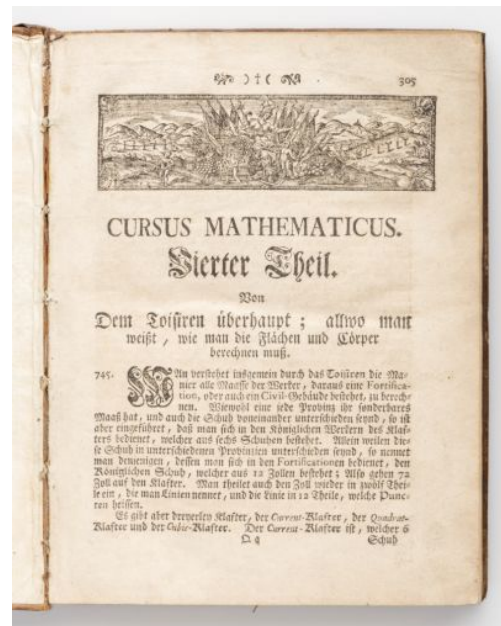 )†( 305
CURSUS MATHEMATICUS.
Vierter Theil.
Von
Dem Toisiren überhaupt ; allwo man
weißt , wie man die Flächen und Cörper
berechnen muß.
745. MAn verstehet insgemein durch das Toisiren die Ma-
nier alle Maasse der Wercker, daraus eine Fortifica-
tion, oder auch ein Civil-Gebäude bestehet, zu berech-
nen. Wiewohl eine jede Provinz ihr sonderbares
Maaß hat, und auch die Schuh voneinander unterschieden seynd, so ist
aber eingeführet, daß man sich in den Königlichen Werckern des Klaf-
ters bedienet, welcher aus sechs Schuhen bestehet. Allein weilen die-
se Schuh in unterschiedenen Provinzien unterschieden seynd, so nennet
man denjenigen, dessen man sich in den Fortificationen bedienet, den
Königlichen Schuh, welcher aus 12 Zollen bestehet ; Also gehen 72
Zoll auf den Klafter. Man theilet auch den Zoll wieder in zwölf Thei-
le ein , die man Linien nennet, und die Linie in 12 Theile, welche Punc-
ten heissen.
Es gibt aber dreyerley Klafter, der Current-Klafter , der Quadrat-
Klafter und der Cubic-Klafter. Der Current-Klafter ist , welcher 6
Q q Schuh